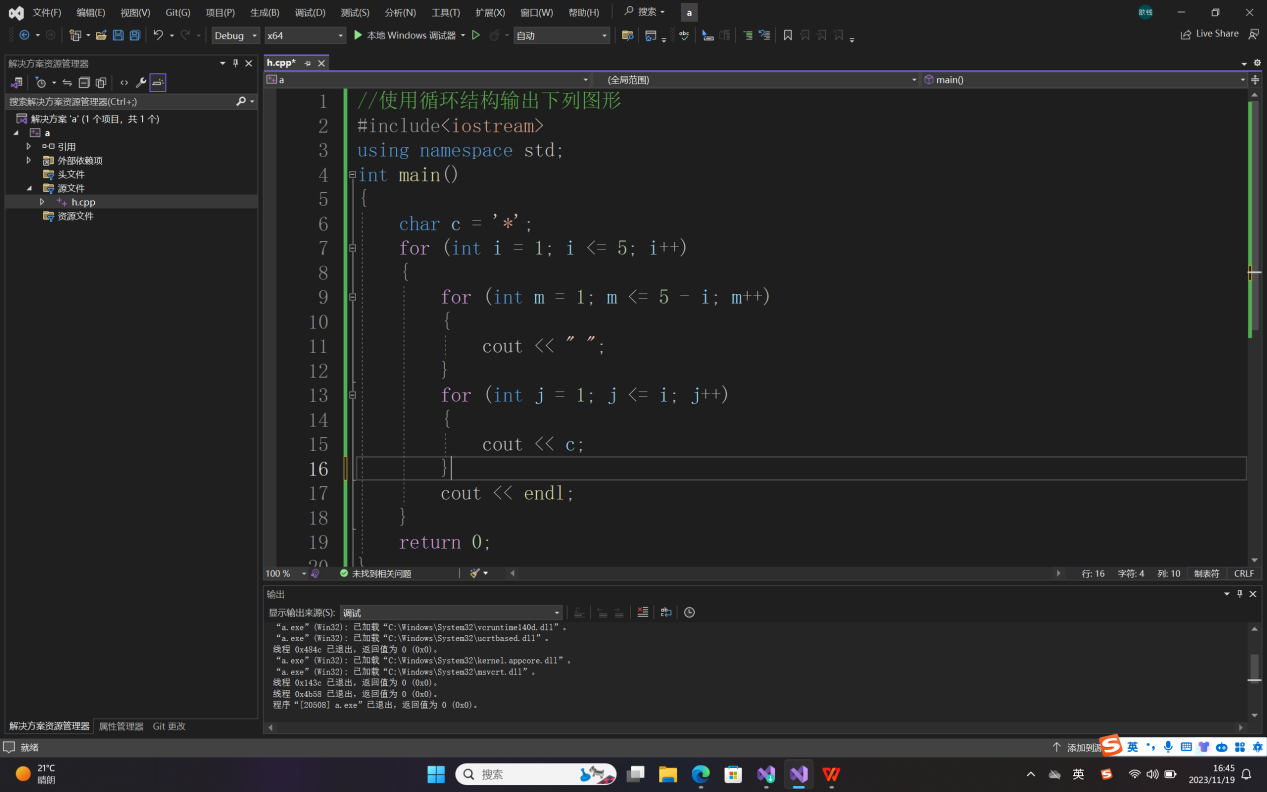 文件(F) 编辑(E) 视图(V) Git(G) 项目(P) 生成(B) 调试(D) 测试(S) 分析(N) 工具(T) 扩展(X) 窗口(W) 帮助(H) 搜索 a
Debug x64 本地 Windows 调试器 自动 Live Share
解决方案资源管理器
搜索解决方案资源管理器(Ctrl+;)
解决方案 'a' (1 个项目，共 1 个)
a
引用
外部依赖项
头文件
源文件
h.cpp
资源文件
解决方案资源管理器 属性管理器 Git 更改
h.cpp*
a (全局范围) main()
1 //使用循环结构输出下列图形
2 #include<iostream>
3 using namespace std;
4 int main()
5 {
6 char c = '*';
7 for (int i = 1; i <= 5; i++)
8 {
9 for (int m = 1; m <= 5 - i; m++)
10 {
11 cout << " ";
12 }
13 for (int j = 1; j <= i; j++)
14 {
15 cout << c;
16 }
17 cout << endl;
18 }
19 return 0;
20 }
100 % 未找到相关问题 行: 16 字符: 4 列: 10 制表符 CRLF
输出
显示输出来源(S): 调试
“a.exe”(Win32): 已加载“C:\Windows\System32\vcruntime140d.dll”。
“a.exe”(Win32): 已加载“C:\Windows\System32\ucrtbased.dll”。
线程 0x484c 已退出，返回值为 0 (0x0)。
“a.exe”(Win32): 已加载“C:\Windows\System32\kernel.appcore.dll”。
“a.exe”(Win32): 已加载“C:\Windows\System32\msvcrt.dll”。
线程 0x143c 已退出，返回值为 0 (0x0)。
线程 0x4b58 已退出，返回值为 0 (0x0)。
程序“[20508] a.exe”已退出，返回值为 0 (0x0)。
就绪 添加到源 英
21°C
晴朗
搜索
英
16:45
2023/11/19